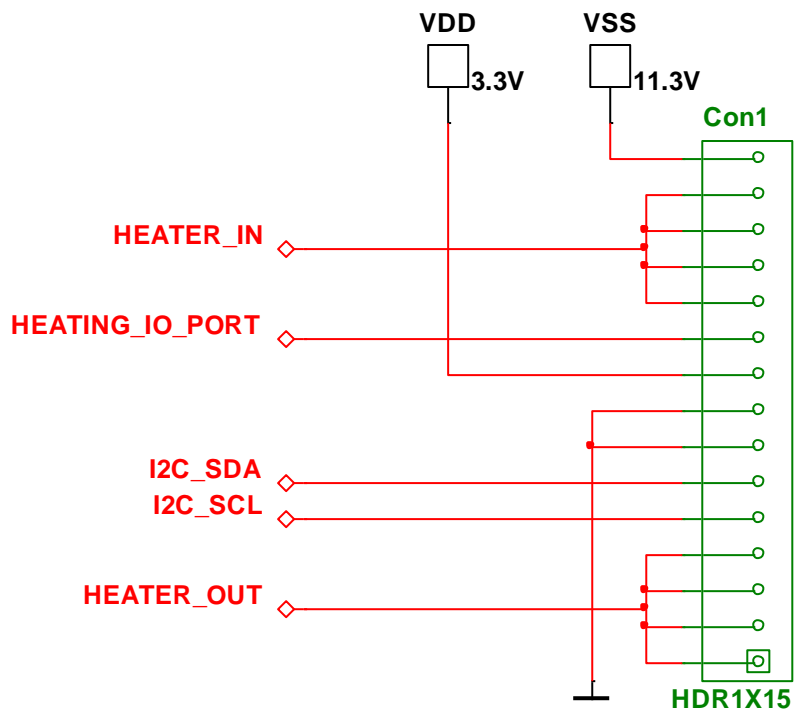 VDD
VSS
3.3V
11.3V
Con1
HEATER_IN
HEATING_IO_PORT
I2C_SDA
I2C_SCL
HEATER_OUT
HDR1X15